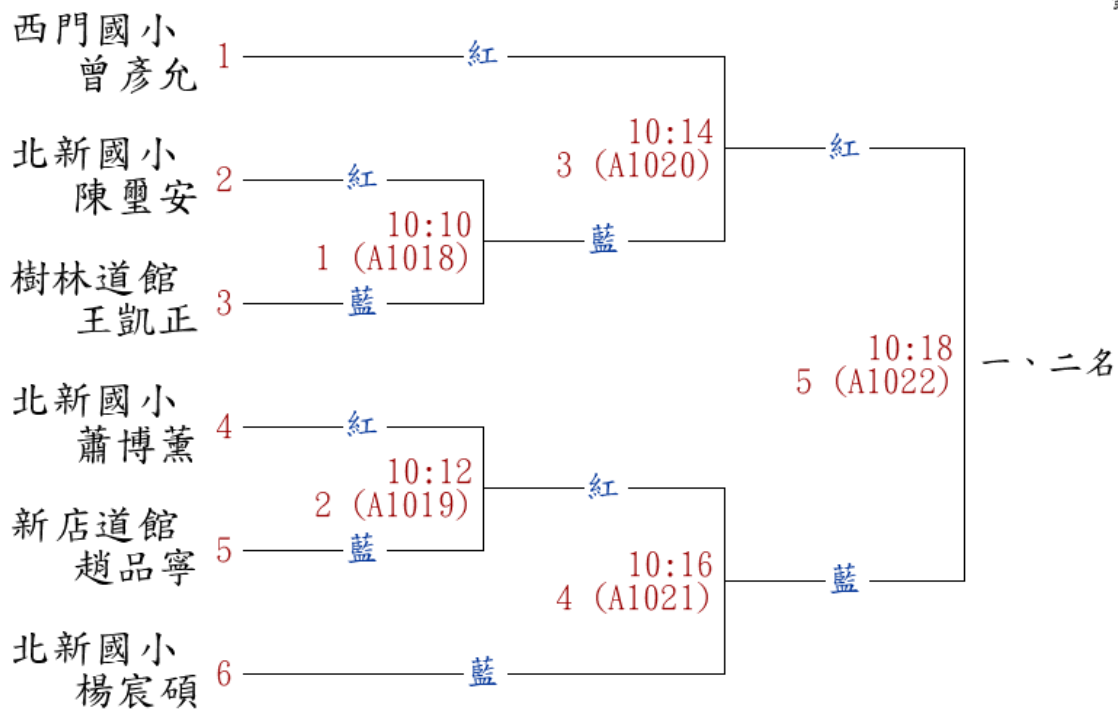 西門國小
曾彥允
1
紅
10:14
3 (A1020)
紅
北新國小
陳璽安
2
紅
10:10
1 (A1018)
藍
樹林道館
王凱正
3
藍
10:18
5 (A1022)
一、二名
北新國小
蕭博薰
4
紅
10:12
2 (A1019)
紅
新店道館
趙品寧
5
藍
10:16
4 (A1021)
藍
北新國小
楊宸碩
6
藍